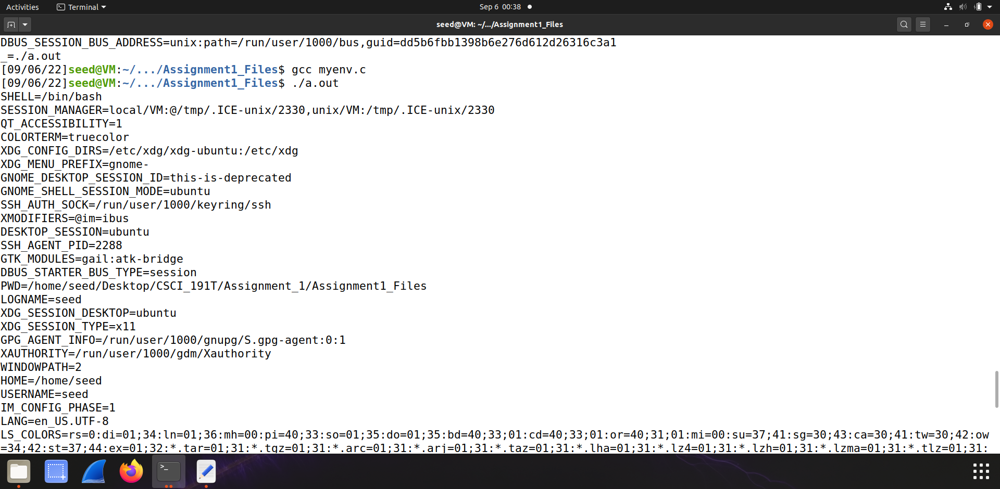 Activities
Terminal
Sep 6 00:38
seed@VM: ~/.../Assignment1_Files
DBUS_SESSION_BUS_ADDRESS=unix:path=/run/user/1000/bus,guid=dd5b6fbb1398b6e276d612d26316c3a1
_=./a.out
[09/06/22]seed@VM:~/.../Assignment1_Files$ gcc myenv.c
[09/06/22]seed@VM:~/.../Assignment1_Files$ ./a.out
SHELL=/bin/bash
SESSION_MANAGER=local/VM:@/tmp/.ICE-unix/2330,unix/VM:/tmp/.ICE-unix/2330
QT_ACCESSIBILITY=1
COLORTERM=truecolor
XDG_CONFIG_DIRS=/etc/xdg/xdg-ubuntu:/etc/xdg
XDG_MENU_PREFIX=gnome-
GNOME_DESKTOP_SESSION_ID=this-is-deprecated
GNOME_SHELL_SESSION_MODE=ubuntu
SSH_AUTH_SOCK=/run/user/1000/keyring/ssh
XMODIFIERS=@im=ibus
DESKTOP_SESSION=ubuntu
SSH_AGENT_PID=2288
GTK_MODULES=gail:atk-bridge
DBUS_STARTER_BUS_TYPE=session
PWD=/home/seed/Desktop/CSCI_191T/Assignment_1/Assignment1_Files
LOGNAME=seed
XDG_SESSION_DESKTOP=ubuntu
XDG_SESSION_TYPE=x11
GPG_AGENT_INFO=/run/user/1000/gnupg/S.gpg-agent:0:1
XAUTHORITY=/run/user/1000/gdm/Xauthority
WINDOWPATH=2
HOME=/home/seed
USERNAME=seed
IM_CONFIG_PHASE=1
LANG=en_US.UTF-8
LS_COLORS=rs=0:di=01;34:ln=01;36:mh=00:pi=40;33:so=01;35:do=01;35:bd=40;33;01:cd=40;33;01:or=40;31;01:mi=00:su=37;41:sg=30;43:ca=30;41:tw=30;42:ow
=34;42:st=37;44:ex=01;32:*.tar=01;31:*.tgz=01;31:*.arc=01;31:*.arj=01;31:*.taz=01;31:*.lha=01;31:*.lz4=01;31:*.lzh=01;31:*.lzma=01;31:*.tlz=01;31: